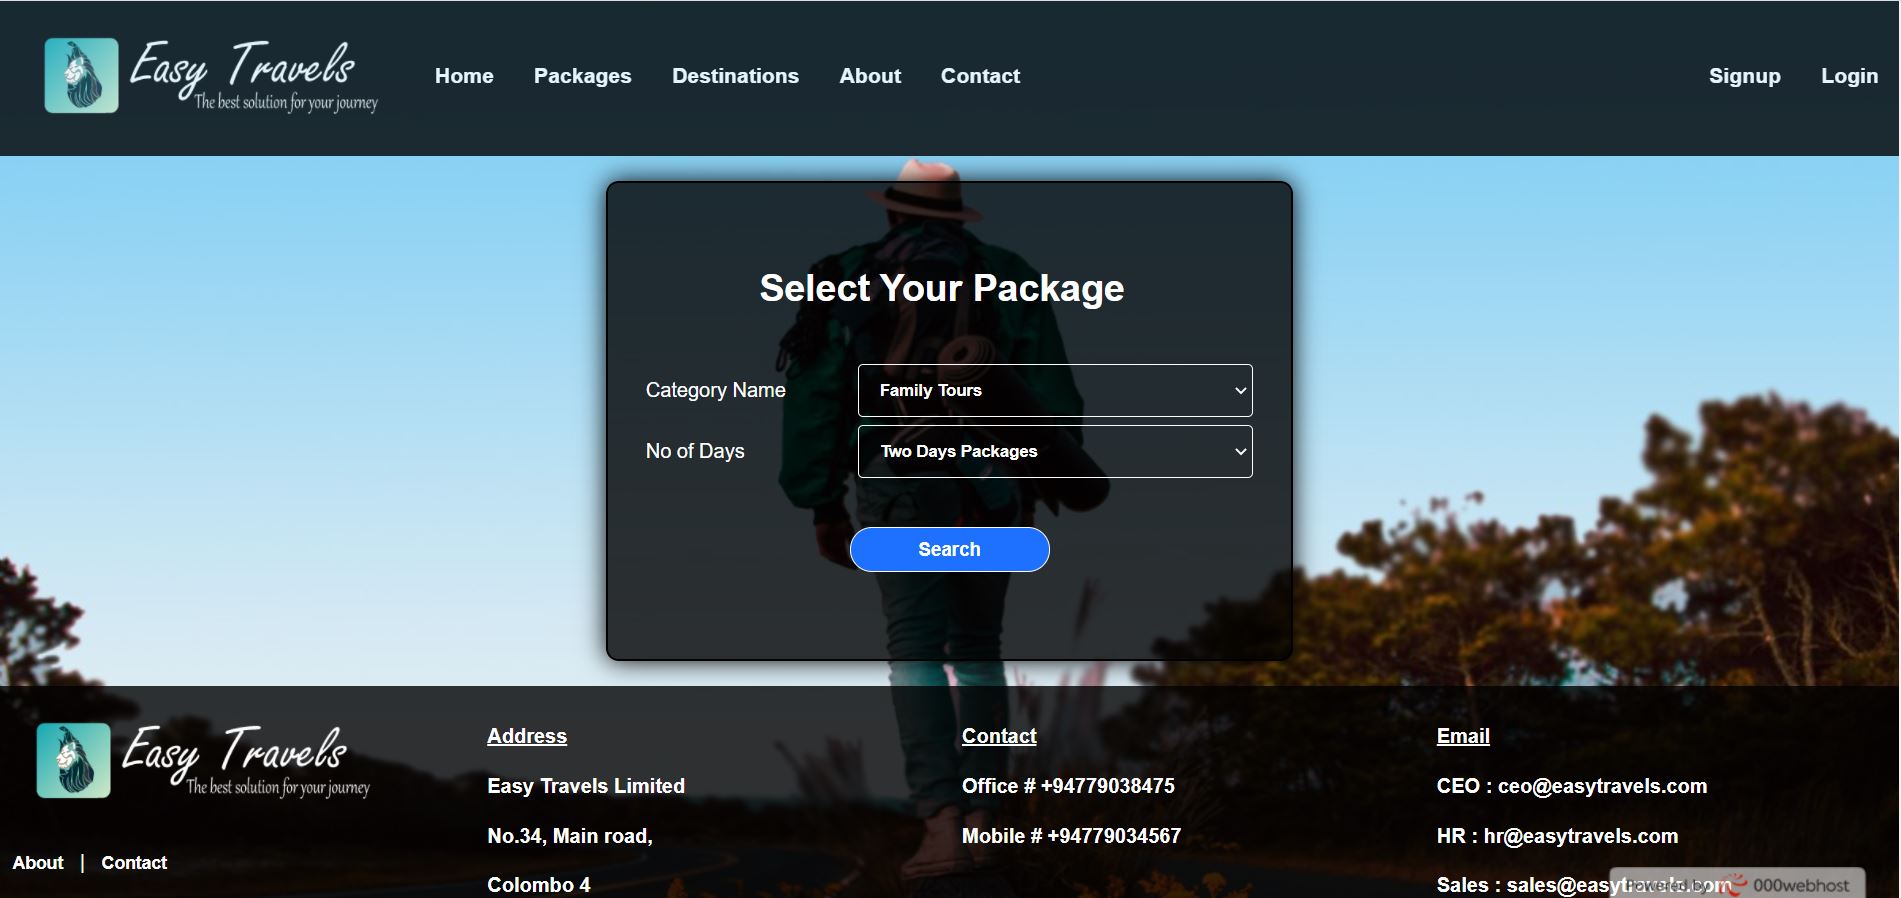 Easy Travels
The best solution for your journey
Home
Packages
Destinations
About
Contact
Signup
Login
Select Your Package
Category Name
Family Tours
No of Days
Two Days Packages
Search
Easy Travels
The best solution for your journey
About | Contact
Address
Easy Travels Limited
No.34, Main road,
Colombo 4
Contact
Office # +94779038475
Mobile # +94779034567
Email
CEO : ceo@easytravels.com
HR : hr@easytravels.com
Sales : sales@easytravels.com
Powered by 000webhost